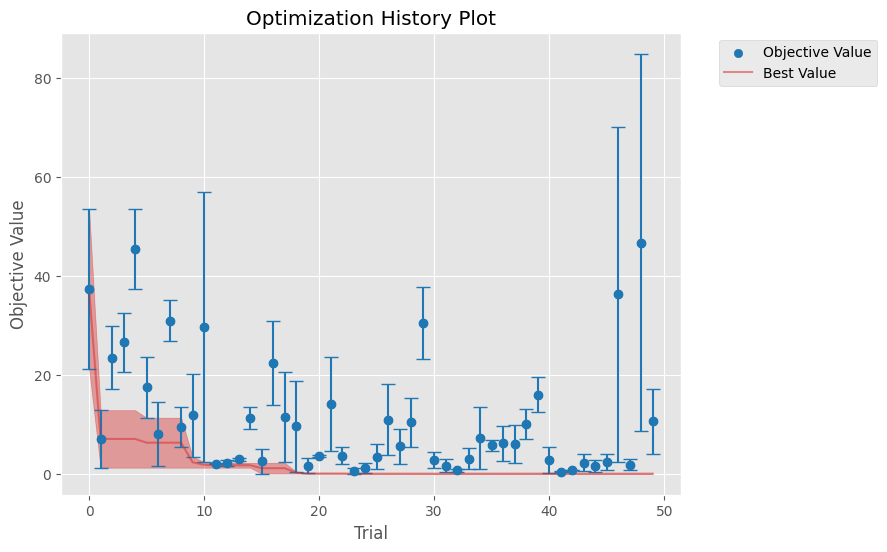 Optimization History Plot
Objective Value
Best Value
Objective Value
80
60
40
20
0
0 10 20 30 40 50
Trial